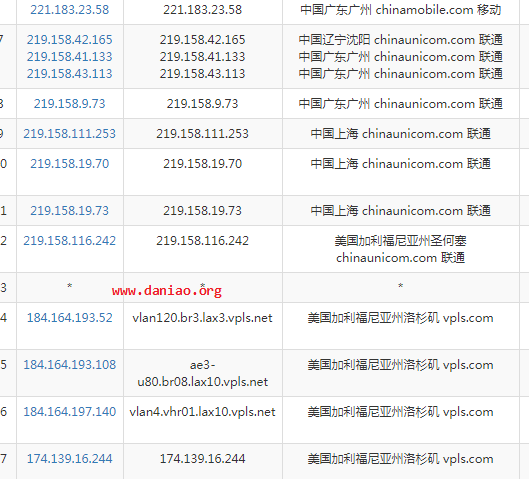 221.183.23.58 221.183.23.58 中国广东广州 chinamobile.com 移动
7 219.158.42.165 219.158.42.165 中国辽宁沈阳 chinaunicom.com 联通
219.158.41.133 219.158.41.133 中国广东广州 chinaunicom.com 联通
219.158.43.113 219.158.43.113 中国广东广州 chinaunicom.com 联通
8 219.158.9.73 219.158.9.73 中国广东广州 chinaunicom.com 联通
9 219.158.111.253 219.158.111.253 中国上海 chinaunicom.com 联通
0 219.158.19.70 219.158.19.70 中国上海 chinaunicom.com 联通
1 219.158.19.73 219.158.19.73 中国上海 chinaunicom.com 联通
2 219.158.116.242 219.158.116.242 美国加利福尼亚州圣何塞
chinaunicom.com 联通
3 * * *
www.daniao.org
4 184.164.193.52 vlan120.br3.lax3.vpls.net 美国加利福尼亚州洛杉矶 vpls.com
5 184.164.193.108 ae3-
u80.br08.lax10.vpls.net 美国加利福尼亚州洛杉矶 vpls.com
6 184.164.197.140 vlan4.vhr01.lax10.vpls.net 美国加利福尼亚州洛杉矶 vpls.com
7 174.139.16.244 174.139.16.244 美国加利福尼亚州洛杉矶 vpls.com